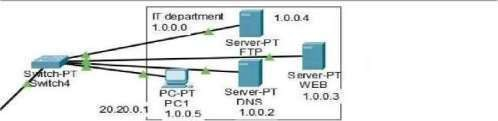 IT department
1.0.0.0
1.0.0.4
Server-PT
FTP
Switch-PT
Switch4
Server-PT
WEB
1.0.0.3
PC-PT
PC1
1.0.0.5
Server-PT
DNS
1.0.0.2
20.20.0.1